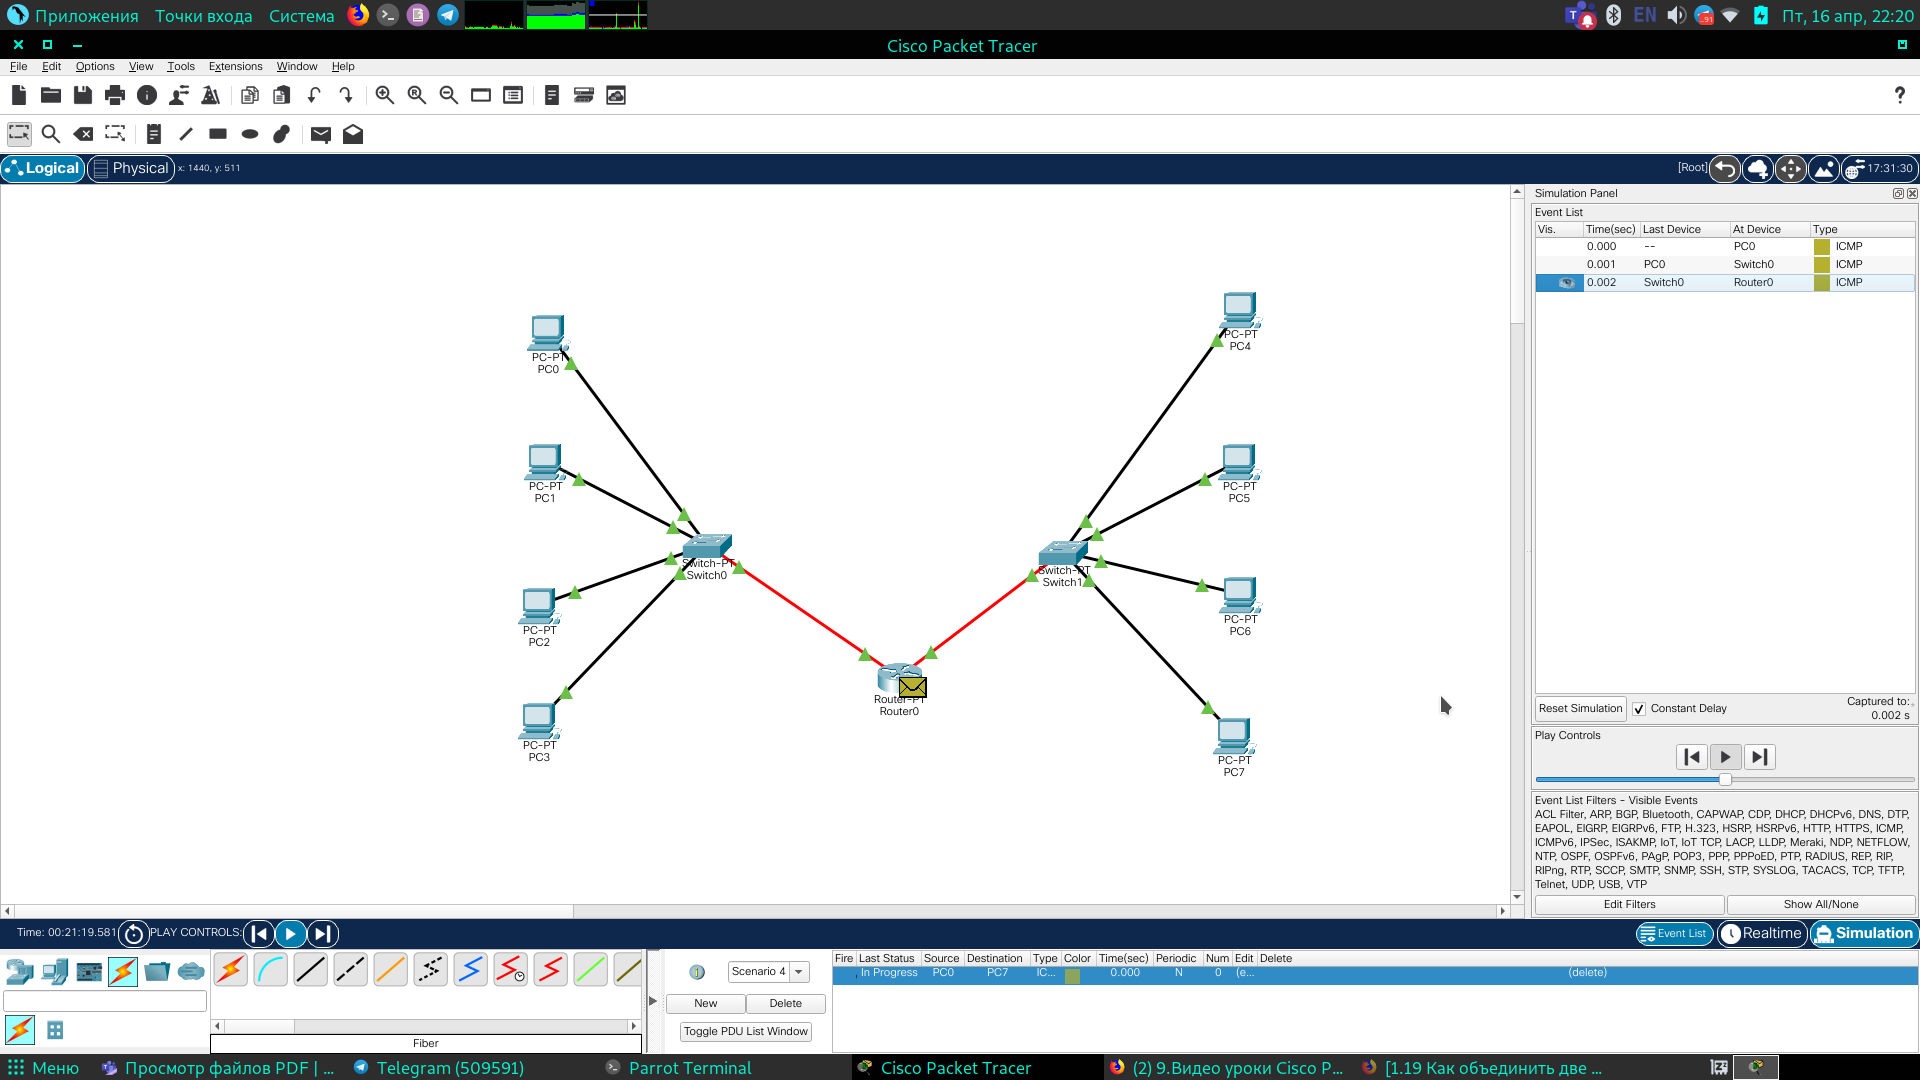 Приложения Точки входа Система EN 91 Пт, 16 апр, 22:20
Cisco Packet Tracer
File Edit Options View Tools Extensions Window Help
Logical Physical x: 1440, y: 511 [Root] 17:31:30
Simulation Panel
Event List
Vis. Time(sec) Last Device At Device Type
0.000 -- PC0 ICMP
0.001 PC0 Switch0 ICMP
0.002 Switch0 Router0 ICMP
PC-PT
PC0
PC-PT
PC1
PC-PT
PC2
PC-PT
PC3
Switch-PT
Switch0
Router-PT
Router0
Switch-PT
Switch1
PC-PT
PC4
PC-PT
PC5
PC-PT
PC6
PC-PT
PC7
Reset Simulation Constant Delay Captured to:
0.002 s
Play Controls
Event List Filters - Visible Events
ACL Filter, ARP, BGP, Bluetooth, CAPWAP, CDP, DHCP, DHCPv6, DNS, DTP,
EAPOL, EIGRP, EIGRPv6, FTP, H.323, HSRP, HSRPv6, HTTP, HTTPS, ICMP,
ICMPv6, IPSec, ISAKMP, IoT, IoT TCP, LACP, LLDP, Meraki, NDP, NETFLOW,
NTP, OSPF, OSPFv6, PAgP, POP3, PPP, PPPoED, PTP, RADIUS, REP, RIP,
RIPng, RTP, SCCP, SMTP, SNMP, SSH, STP, SYSLOG, TACACS, TCP, TFTP,
Telnet, UDP, USB, VTP
Edit Filters Show All/None
Time: 00:21:19.581 PLAY CONTROLS: Event List Realtime Simulation
Scenario 4
New Delete
Toggle PDU List Window
Fiber
Fire Last Status Source Destination Type Color Time(sec) Periodic Num Edit Delete
In Progress PC0 PC7 IC... 0.000 N 0 (e... (delete)
Меню Просмотр файлов PDF | ... Telegram (509591) Parrot Terminal Cisco Packet Tracer (2) 9.Видео уроки Cisco P... [1.19 Как объединить две ...